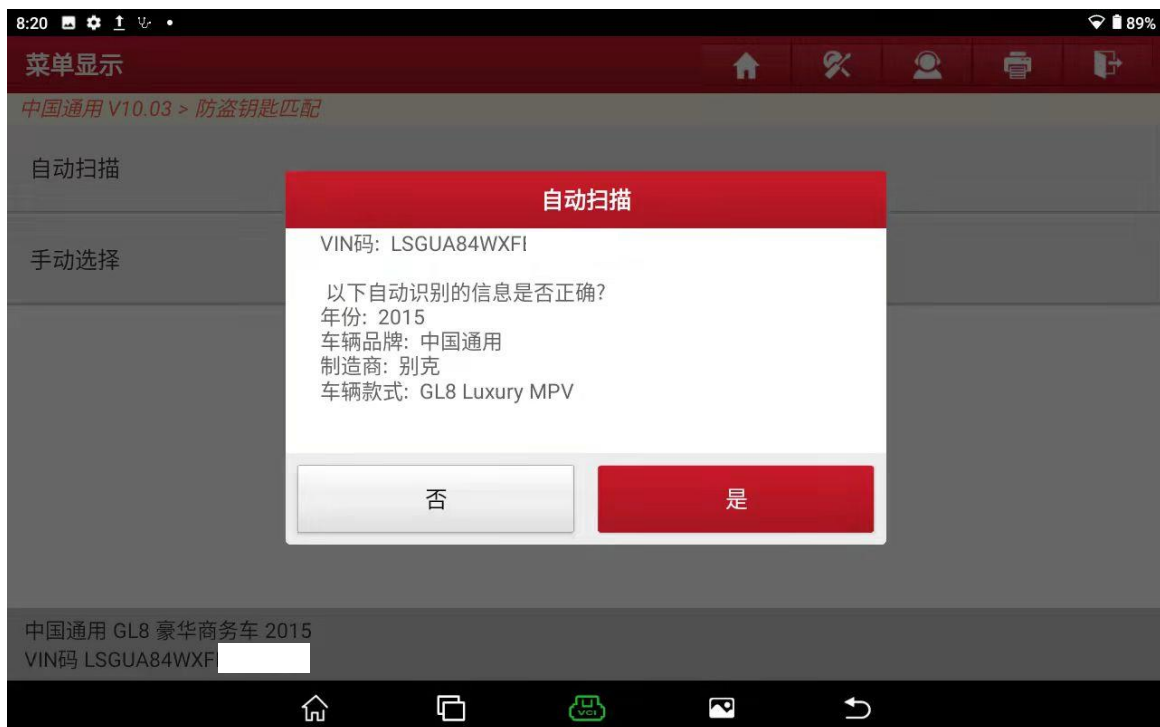 8:20
89%
菜单显示
中国通用 V10.03 > 防盗钥匙匹配
自动扫描
手动选择
自动扫描
VIN码: LSGUA84WXF
以下自动识别的信息是否正确?
年份: 2015
车辆品牌: 中国通用
制造商: 别克
车辆款式: GL8 Luxury MPV
否
是
中国通用 GL8 豪华商务车 2015
VIN码 LSGUA84WXF
VCI